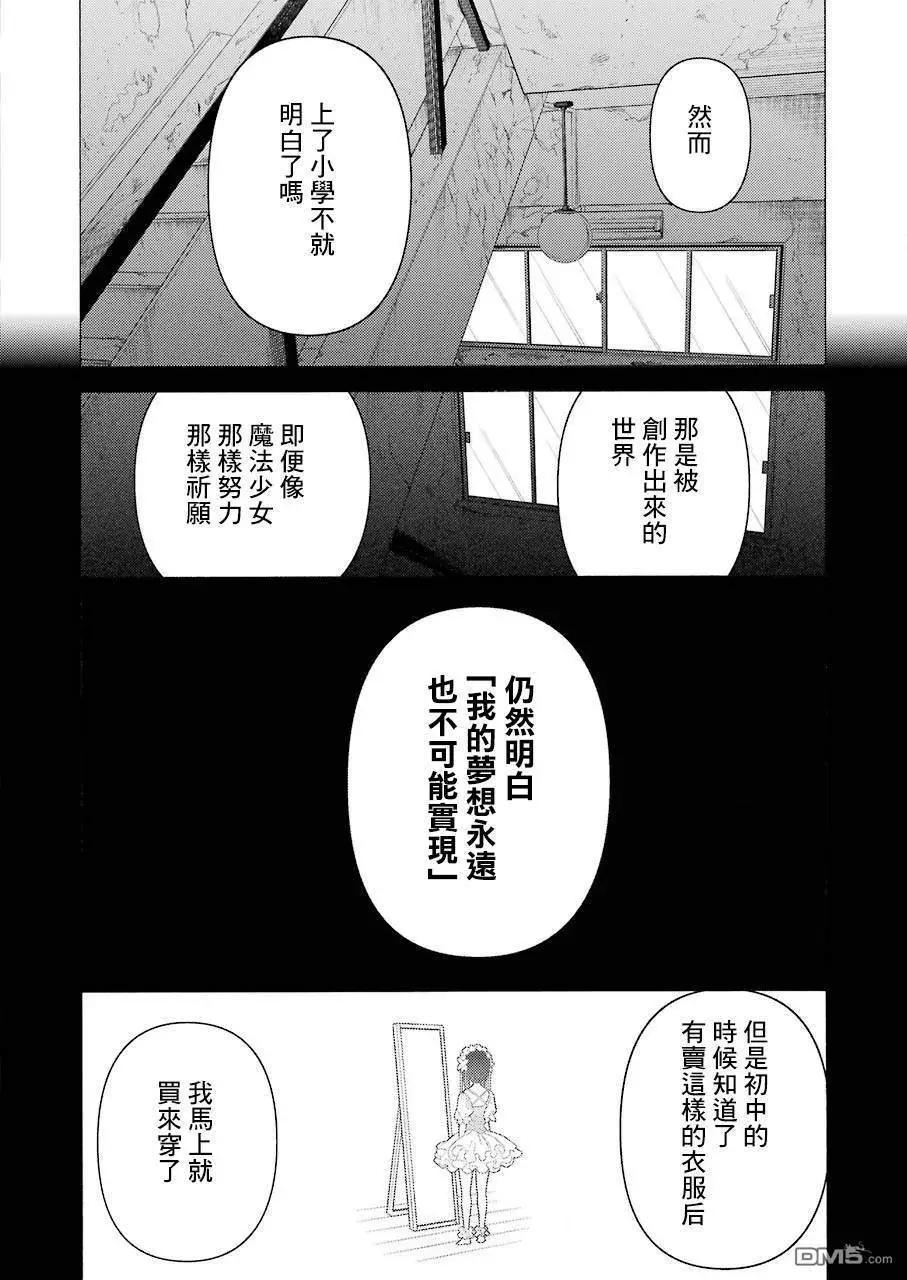 然而
上了小學不就
明白了嗎
那是被
創作出來的
世界
即便像
魔法少女
那樣努力
那樣祈願
仍然明白
「我的夢想永遠
也不可能實現」
但是初中的
時候知道了
有賣這樣的衣服后
我馬上就
買來穿了
DM5.com